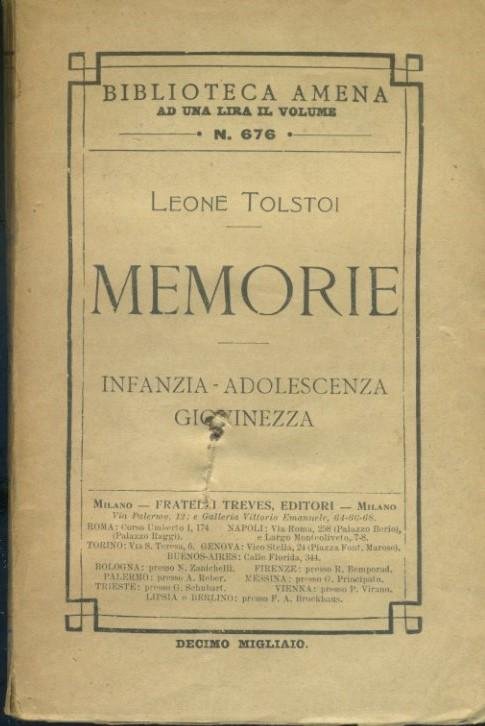 BIBLIOTECA AMENA
AD UNA LIRA IL VOLUME
N. 676
LEONE TOLSTOI
MEMORIE
INFANZIA - ADOLESCENZA
GIOVINEZZA
MILANO — FRATELLI TREVES, EDITORI — MILANO
Via Palermo, 12; e Galleria Vittorio Emanuele, 64-66-68.
ROMA: Corso Umberto I, 174 NAPOLI: Via Roma, 258 (Palazzo Berio),
(Palazzo Raggi). e Largo Monteoliveto, 7-8.
TORINO: Via S. Teresa, 6. GENOVA: Vico Stella, 24 (Piazza Font. Marose).
BUENOS-AIRES: Calle Florida, 344.
BOLOGNA: presso N. Zanichelli. FIRENZE: presso R. Bemporad.
PALERMO: presso A. Reber. MESSINA: presso G. Principato.
TRIESTE: presso G. Schubart. VIENNA: presso P. Virano.
LIPSIA e BERLINO: presso F. A. Brockhaus.
DECIMO MIGLIAIO.